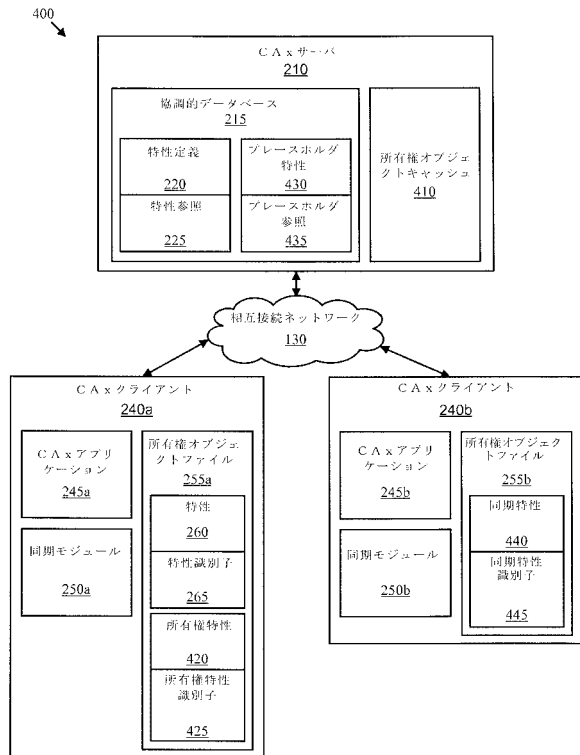 400
CAxサーバ
210
協調的データベース
215
特性定義
220
特性参照
225
プレースホルダ
特性
430
プレースホルダ
参照
435
所有権オブジェ
クトキャッシュ
410
相互接続ネットワーク
130
CAxクライアント
240a
CAxアプリ
ケーション
245a
同期モジュール
250a
所有権オブジェ
クトファイル
255a
特性
260
特性識別子
265
所有権特性
420
所有権特性
識別子
425
CAxクライアント
240b
CAxアプリ
ケーション
245b
同期モジュール
250b
所有権オブジェ
クトファイル
255b
同期特性
440
同期特性
識別子
445